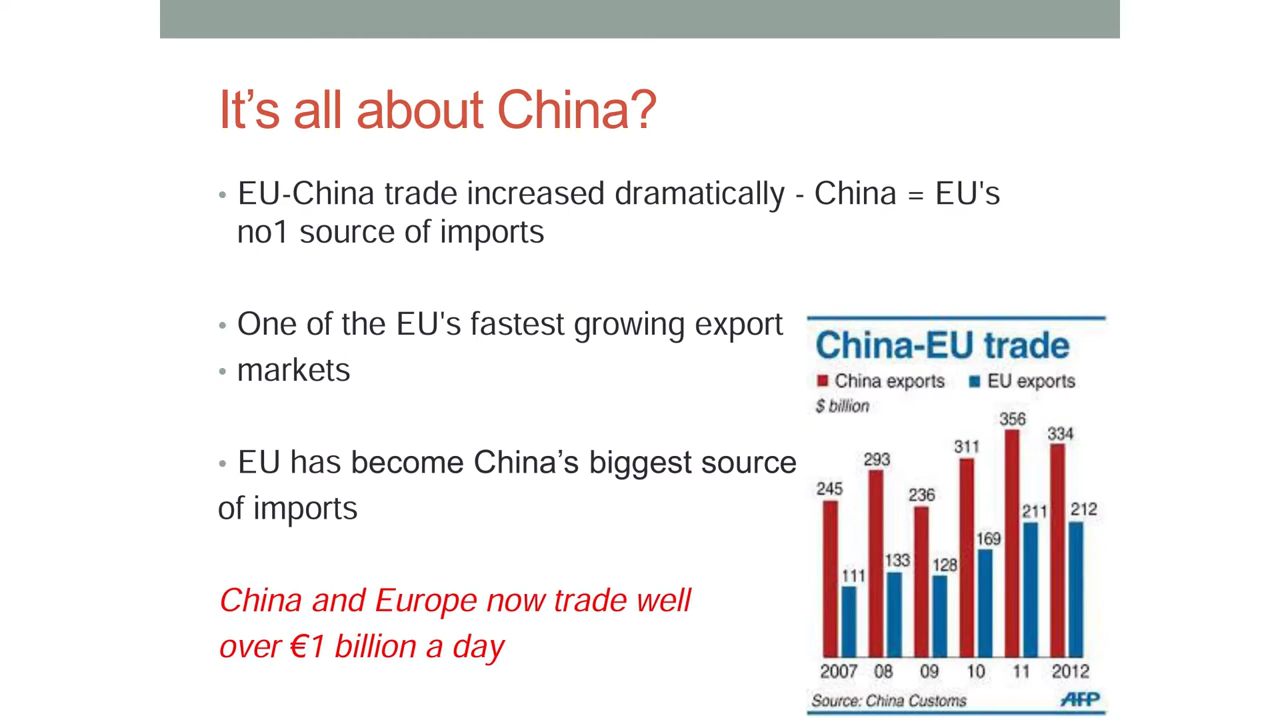 It’s all about China?
• EU-China trade increased dramatically - China = EU's
no1 source of imports
• One of the EU's fastest growing export
• markets
• EU has become China’s biggest source
of imports
China and Europe now trade well
over €1 billion a day
China-EU trade
China exports EU exports
$ billion
245 111 293 133 236 128 311 169 356 211 334 212
2007 08 09 10 11 2012
Source: China Customs AFP